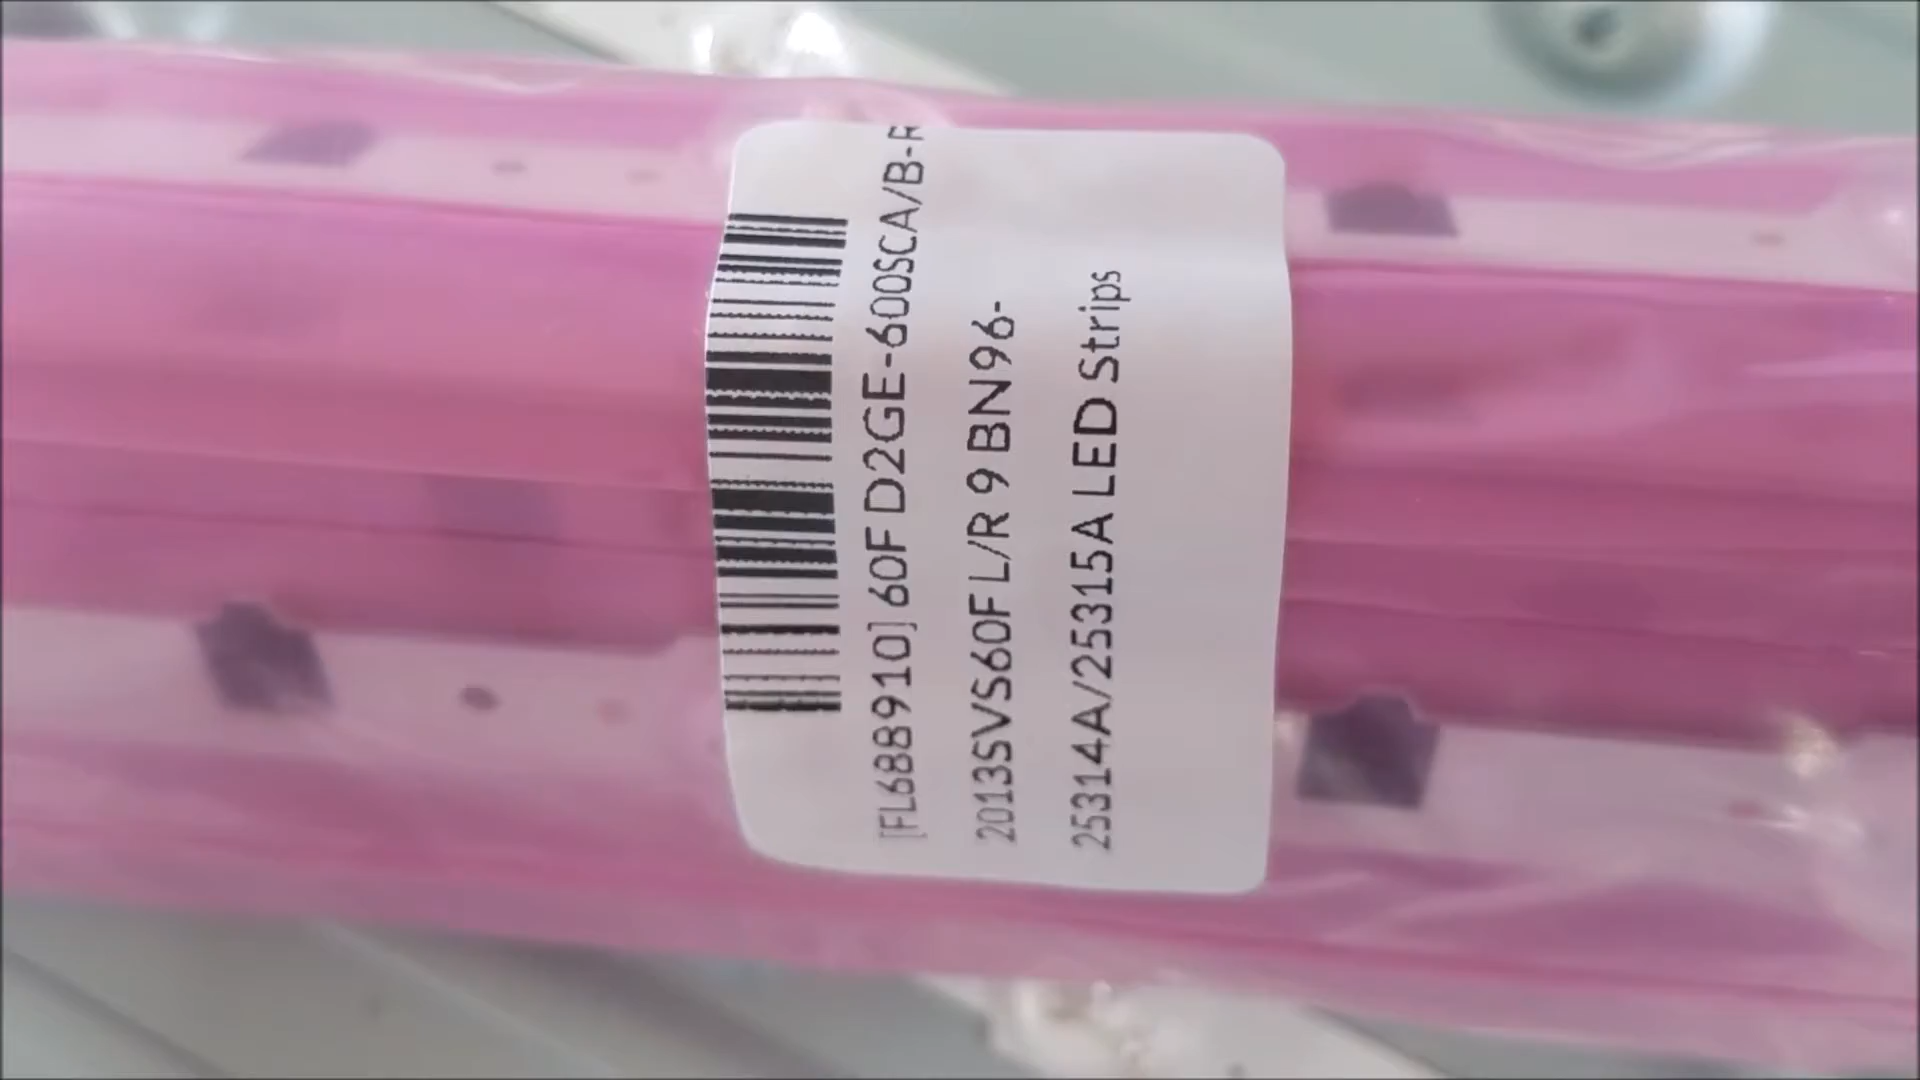 [FL688910] 60F D2GE-600SCA/B-R
2013SVS60F L/R 9 BN96-
25314A/25315A LED Strips